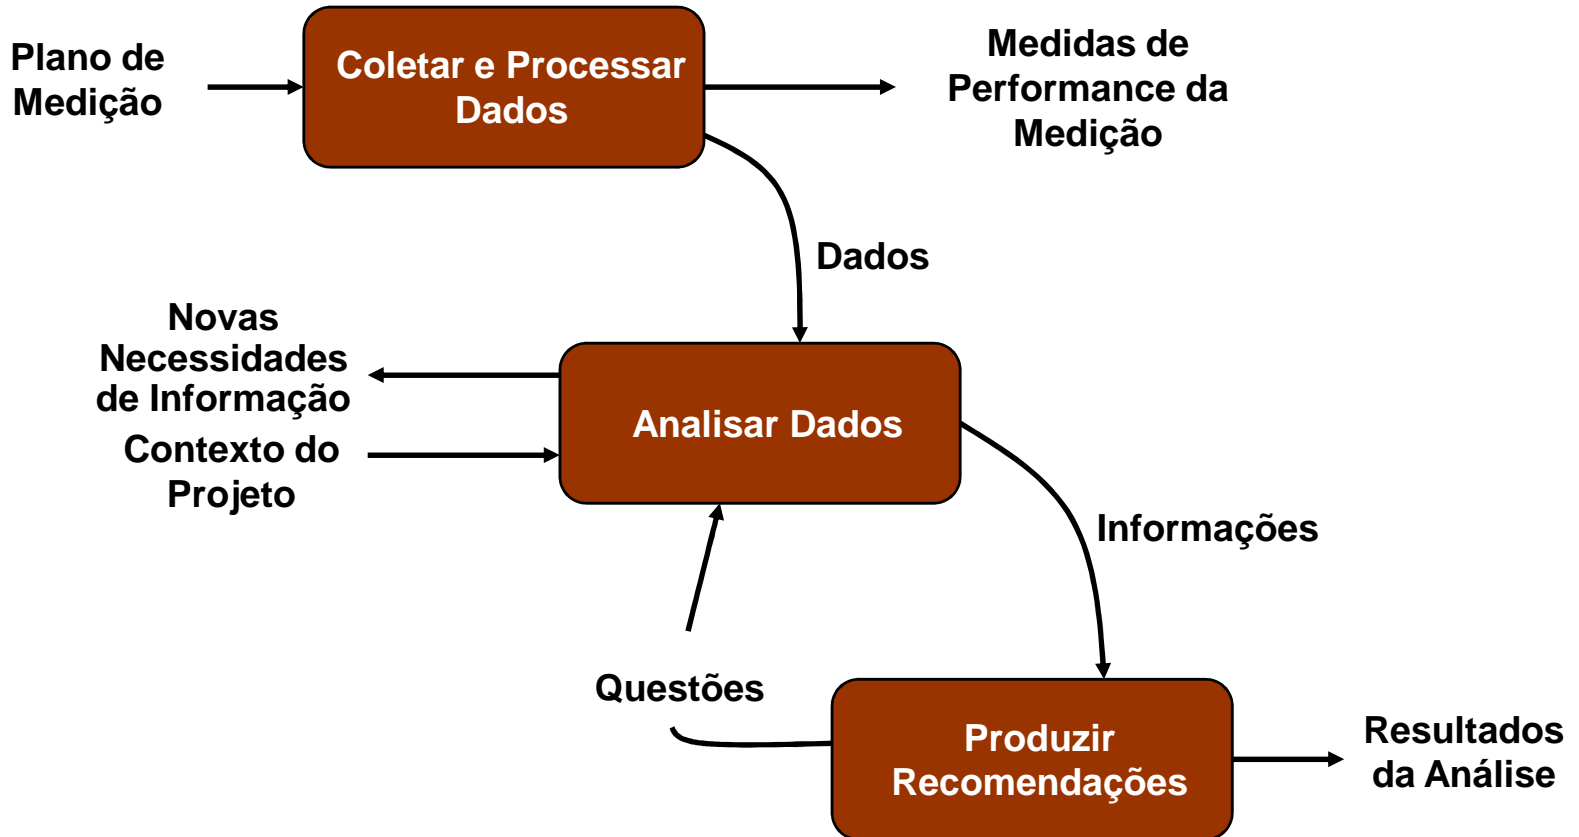 Plano de
Medição
Coletar e Processar
Dados
Medidas de
Performance da
Medição
Dados
Novas
Necessidades
de Informação
Contexto do
Projeto
Analisar Dados
Informações
Questões
Produzir
Recomendações
Resultados
da Análise